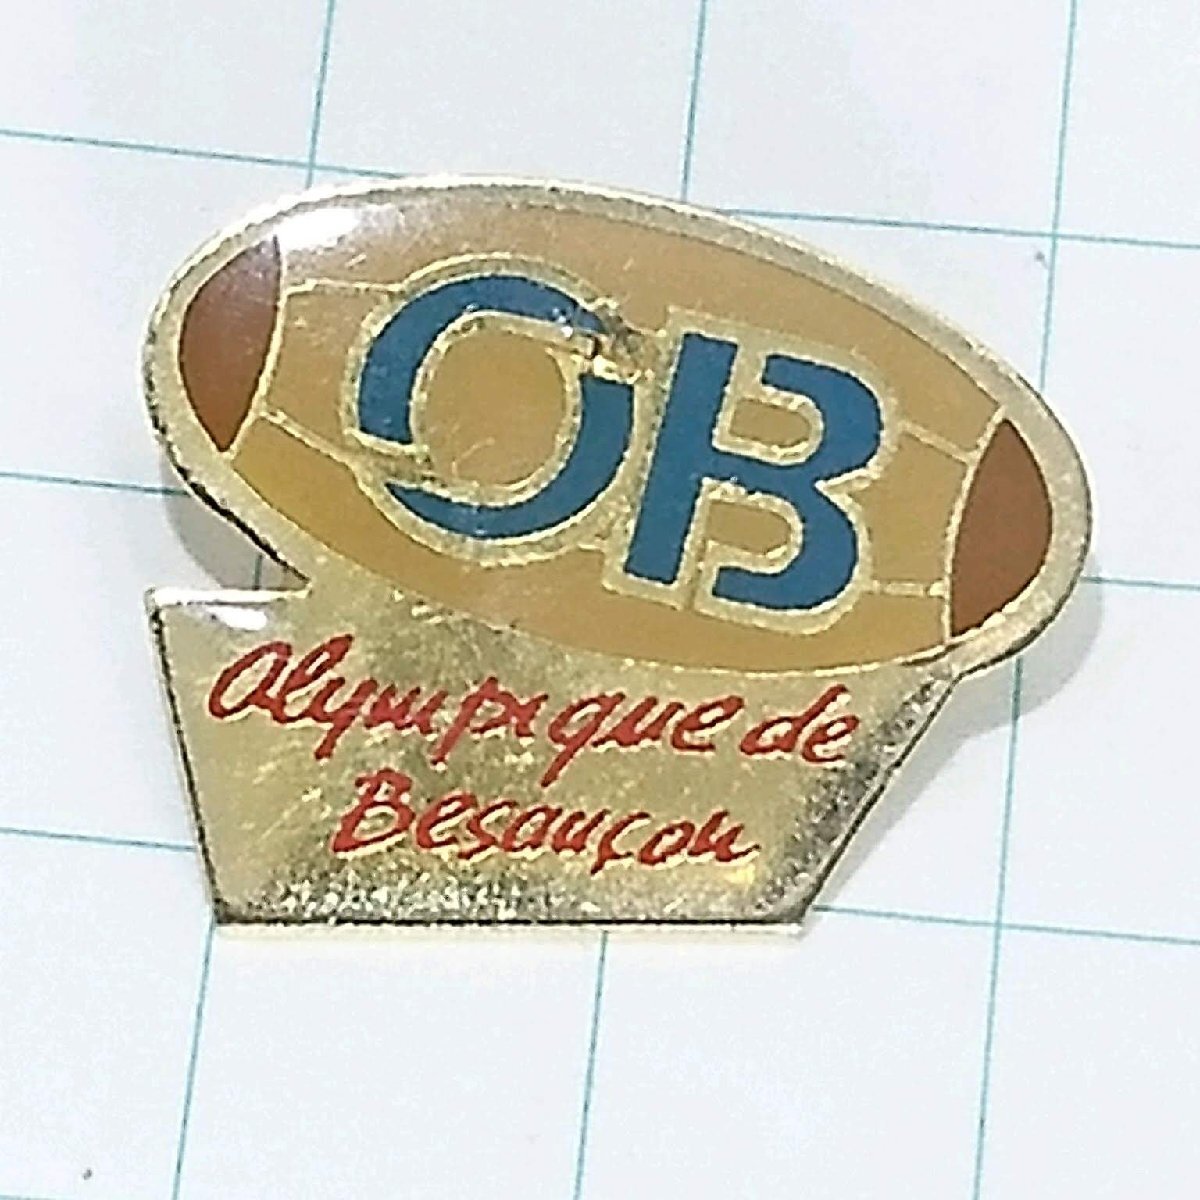 OB
Olympique de
Besançon